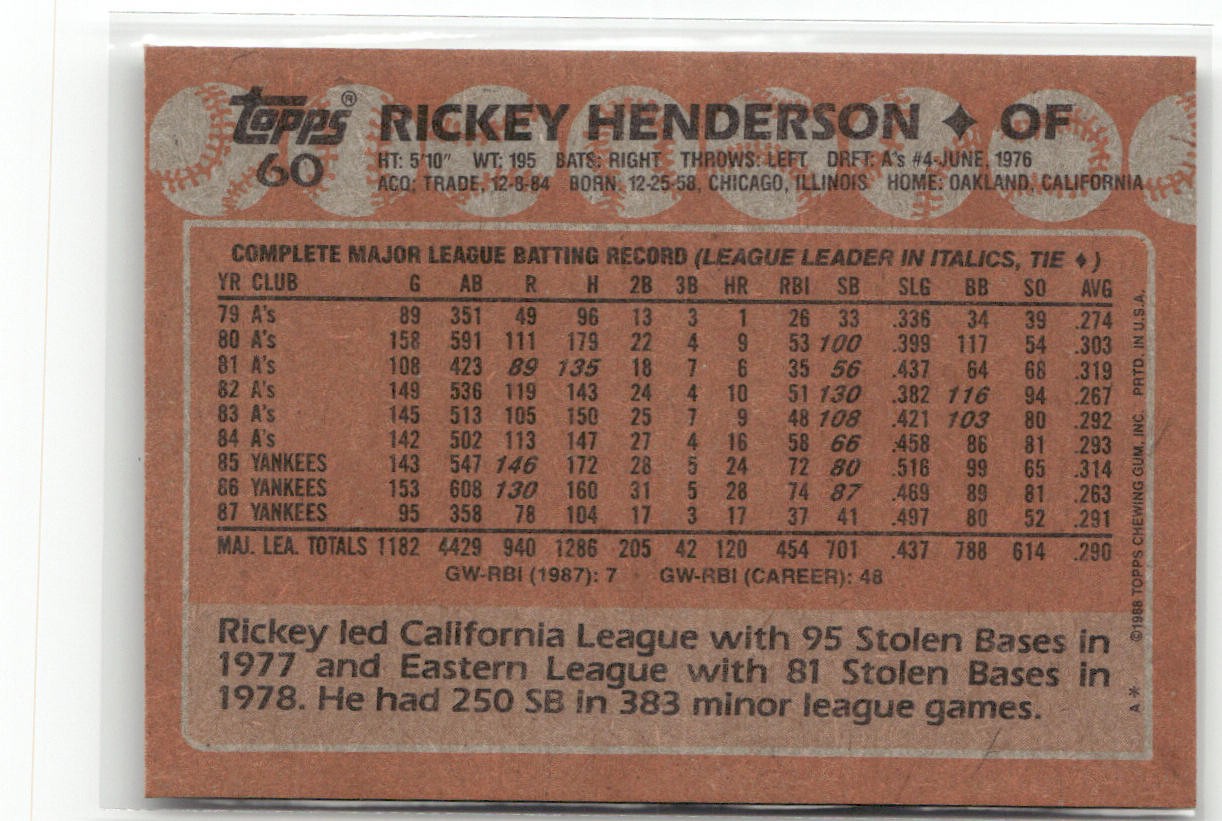 Topps® RICKEY HENDERSON ♦ OF
60
HT: 5'10" WT: 195 BATS: RIGHT THROWS: LEFT DRFT: A's #4-JUNE, 1976
ACQ: TRADE, 12-8-84 BORN 12-25-58, CHICAGO, ILLINOIS HOME: OAKLAND, CALIFORNIA
COMPLETE MAJOR LEAGUE BATTING RECORD (LEAGUE LEADER IN ITALICS, TIE ♦)
YR CLUB G AB R H 2B 3B HR RBI SB SLG BB SO AVG
79 A's 89 351 49 96 13 3 1 26 33 .336 34 39 .274
80 A's 158 591 111 179 22 4 9 53 100 .399 117 54 .303
81 A's 108 423 89 135 18 7 6 35 56 .437 64 68 .319
82 A's 149 536 119 143 24 4 10 51 130 .382 116 94 .267
83 A's 145 513 105 150 25 7 9 48 108 .421 103 80 .292
84 A's 142 502 113 147 27 4 16 58 66 .458 86 81 .293
85 YANKEES 143 547 146 172 28 5 24 72 80 .516 99 65 .314
86 YANKEES 153 608 130 160 31 5 28 74 87 .469 89 81 .263
87 YANKEES 95 358 78 104 17 3 17 37 41 .497 80 52 .291
MAJ. LEA. TOTALS 1182 4429 940 1286 205 42 120 454 701 .437 788 614 .290
GW-RBI (1987): 7 GW-RBI (CAREER): 48
Rickey led California League with 95 Stolen Bases in
1977 and Eastern League with 81 Stolen Bases in
1978. He had 250 SB in 383 minor league games.
A* ©1988 TOPPS CHEWING GUM, INC. PRTD. IN U.S.A.